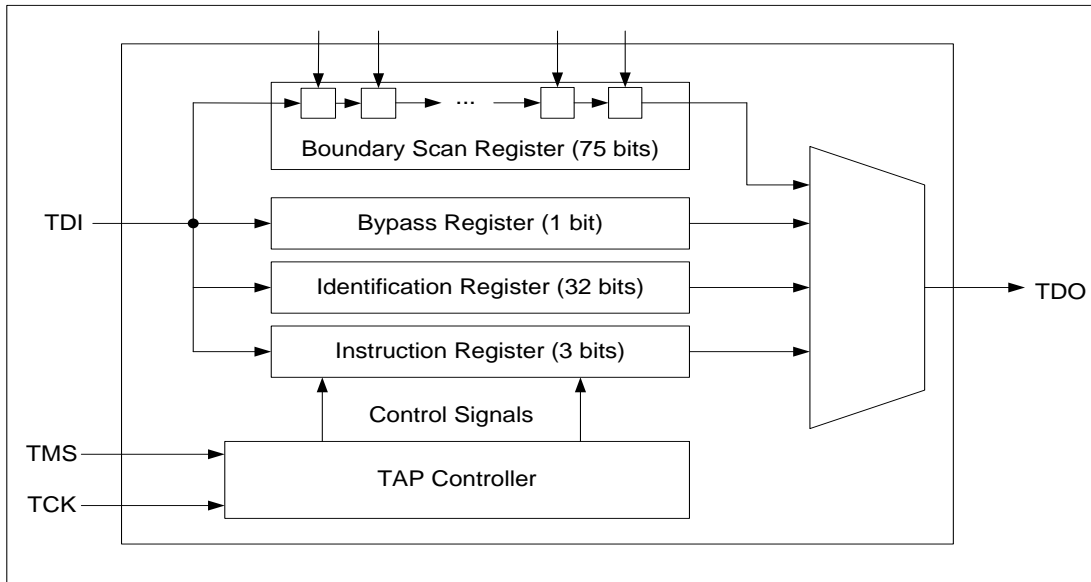 ...
Boundary Scan Register (75 bits)
TDI
Bypass Register (1 bit)
Identification Register (32 bits)
TDO
Instruction Register (3 bits)
Control Signals
TMS
TAP Controller
TCK